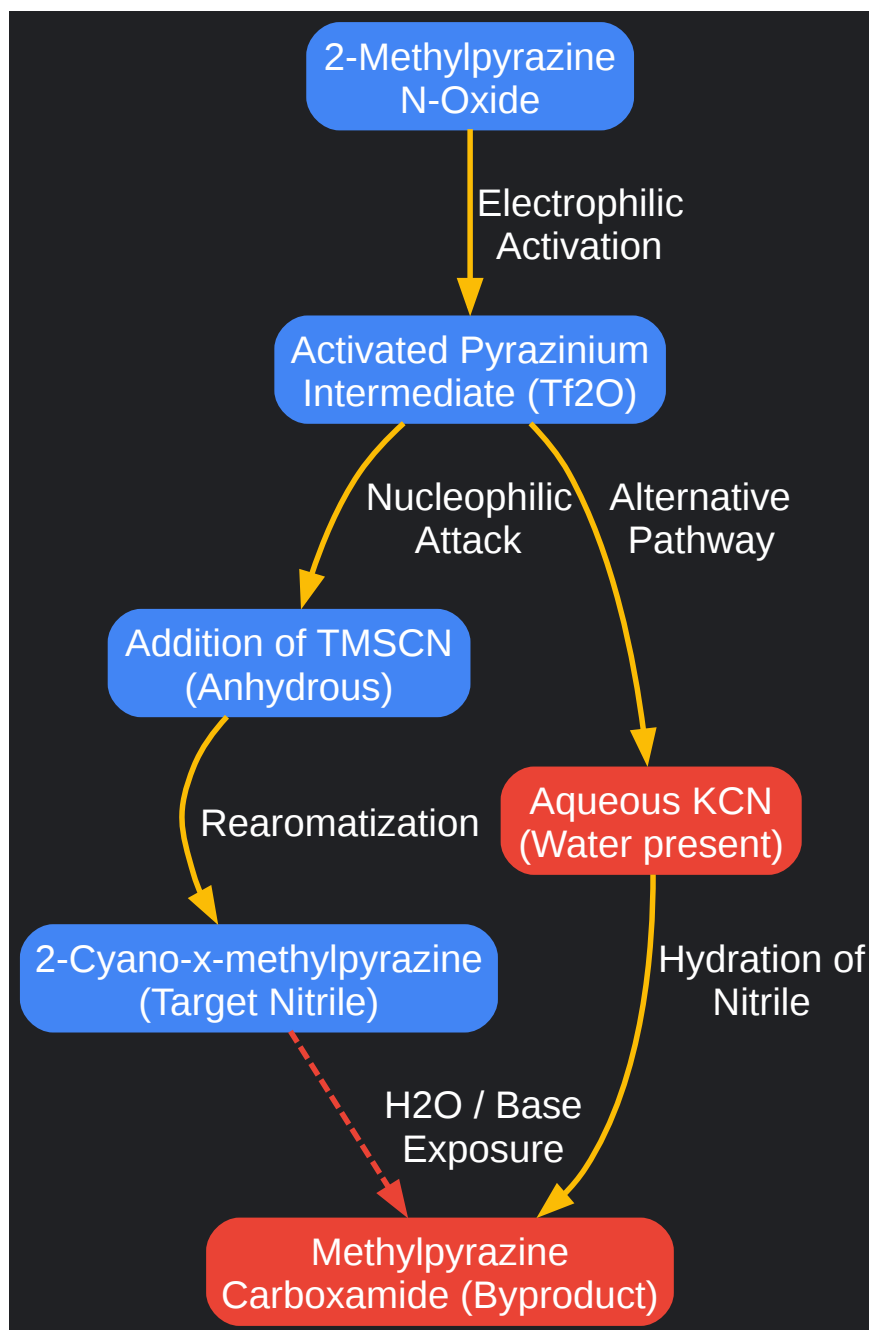 2-Methylpyrazine
N-Oxide
Electrophilic
Activation
Activated Pyrazinium
Intermediate (Tf2O)
Nucleophilic
Attack
Alternative
Pathway
Addition of TMSCN
(Anhydrous)
Rearomatization
Aqueous KCN
(Water present)
2-Cyano-x-methylpyrazine
(Target Nitrile)
Hydration of
Nitrile
H2O / Base
Exposure
Methylpyrazine
Carboxamide (Byproduct)